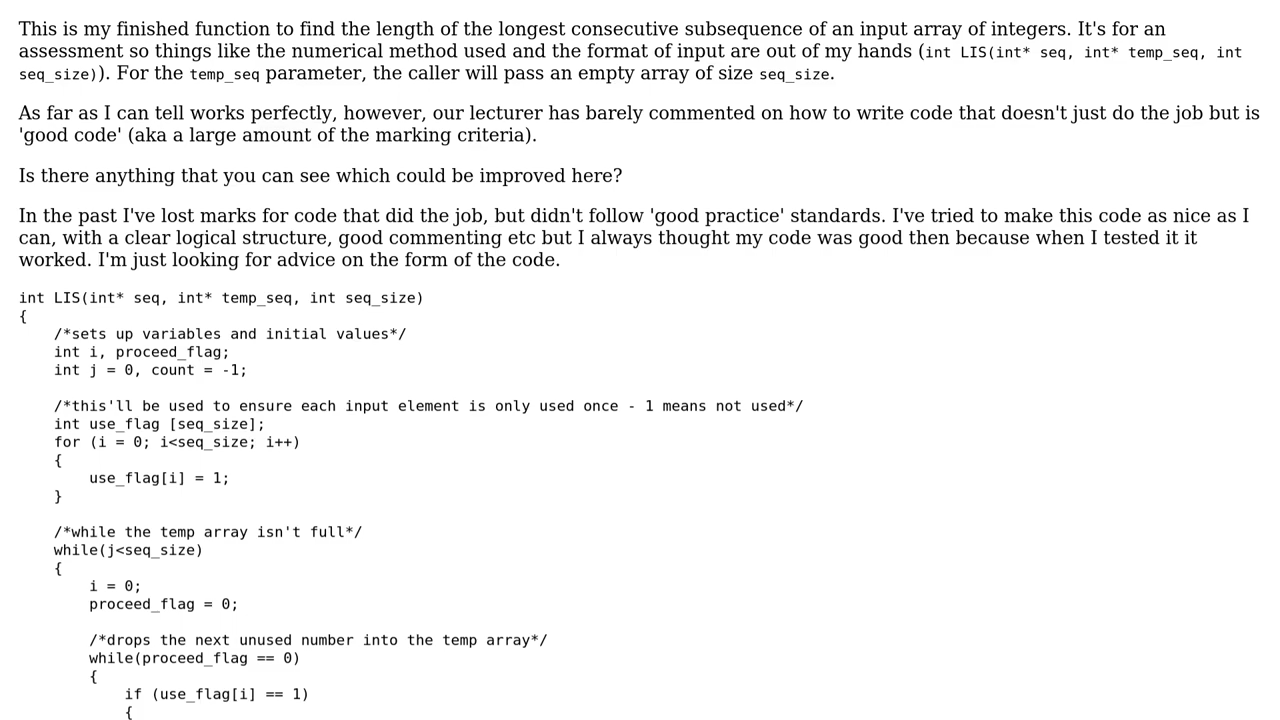 This is my finished function to find the length of the longest consecutive subsequence of an input array of integers. It's for an
assessment so things like the numerical method used and the format of input are out of my hands (int LIS(int* seq, int* temp_seq, int
seq_size)). For the temp_seq parameter, the caller will pass an empty array of size seq_size.
As far as I can tell works perfectly, however, our lecturer has barely commented on how to write code that doesn't just do the job but is
'good code' (aka a large amount of the marking criteria).
Is there anything that you can see which could be improved here?
In the past I've lost marks for code that did the job, but didn't follow 'good practice' standards. I've tried to make this code as nice as I
can, with a clear logical structure, good commenting etc but I always thought my code was good then because when I tested it it
worked. I'm just looking for advice on the form of the code.
int LIS(int* seq, int* temp_seq, int seq_size)
{
    /*sets up variables and initial values*/
    int i, proceed_flag;
    int j = 0, count = -1;
    /*this'll be used to ensure each input element is only used once - 1 means not used*/
    int use_flag [seq_size];
    for (i = 0; i<seq_size; i++)
    {
        use_flag[i] = 1;
    }
    /*while the temp array isn't full*/
    while(j<seq_size)
    {
        i = 0;
        proceed_flag = 0;
        /*drops the next unused number into the temp array*/
        while(proceed_flag == 0)
        {
            if (use_flag[i] == 1)
            {